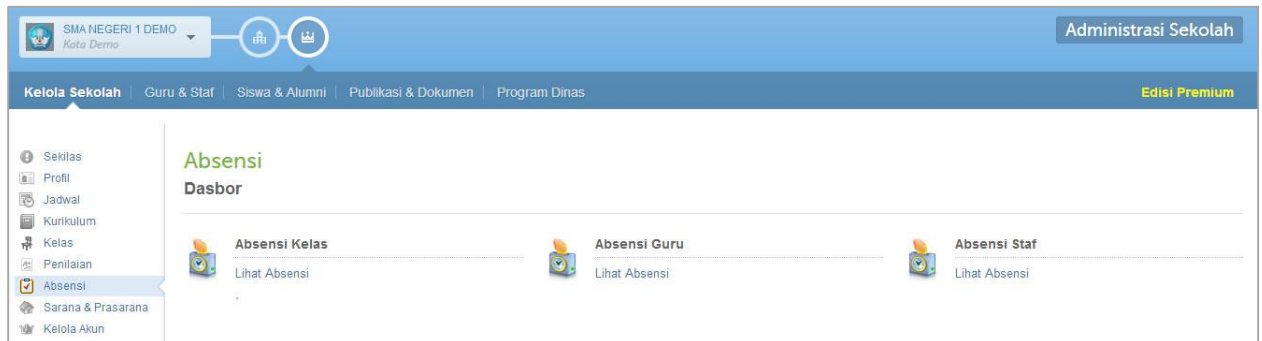 SMA NEGERI 1 DEMO
Kota Demo
Administrasi Sekolah
Kelola Sekolah Guru & Staf Siswa & Alumni Publikasi & Dokumen Program Dinas Edisi Premium
Sekilas
Profil
Jadwal
Kurikulum
Kelas
Penilaian
Absensi
Sarana & Prasarana
Kelola Akun
Absensi
Dasbor
Absensi Kelas
Lihat Absensi
Absensi Guru
Lihat Absensi
Absensi Staf
Lihat Absensi